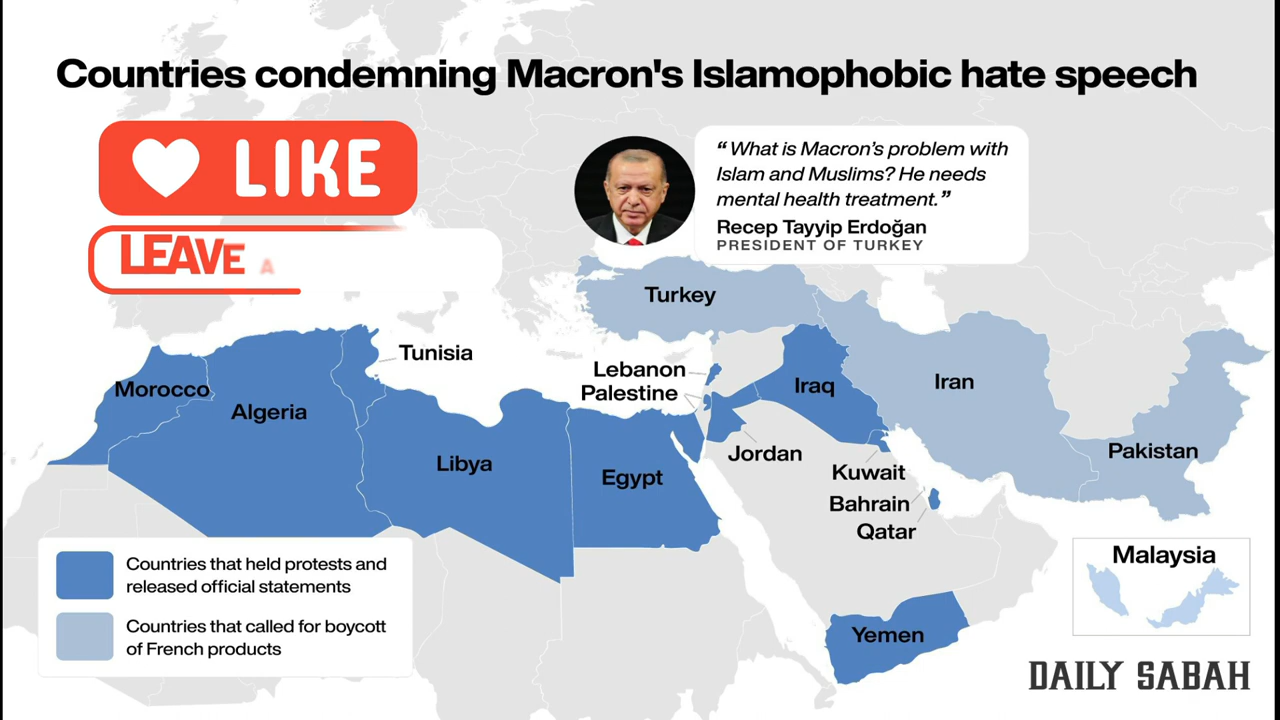 Countries condemning Macron's Islamophobic hate speech
LIKE
LEAVE A
“ What is Macron’s problem with
Islam and Muslims? He needs
mental health treatment.”
Recep Tayyip Erdoğan
PRESIDENT OF TURKEY
Turkey
Tunisia
Lebanon
Palestine
Morocco
Algeria
Iraq
Iran
Libya
Egypt
Jordan
Pakistan
Kuwait
Bahrain
Qatar
Countries that held protests and
released official statements
Countries that called for boycott
of French products
Malaysia
Yemen
DAILY SABAH